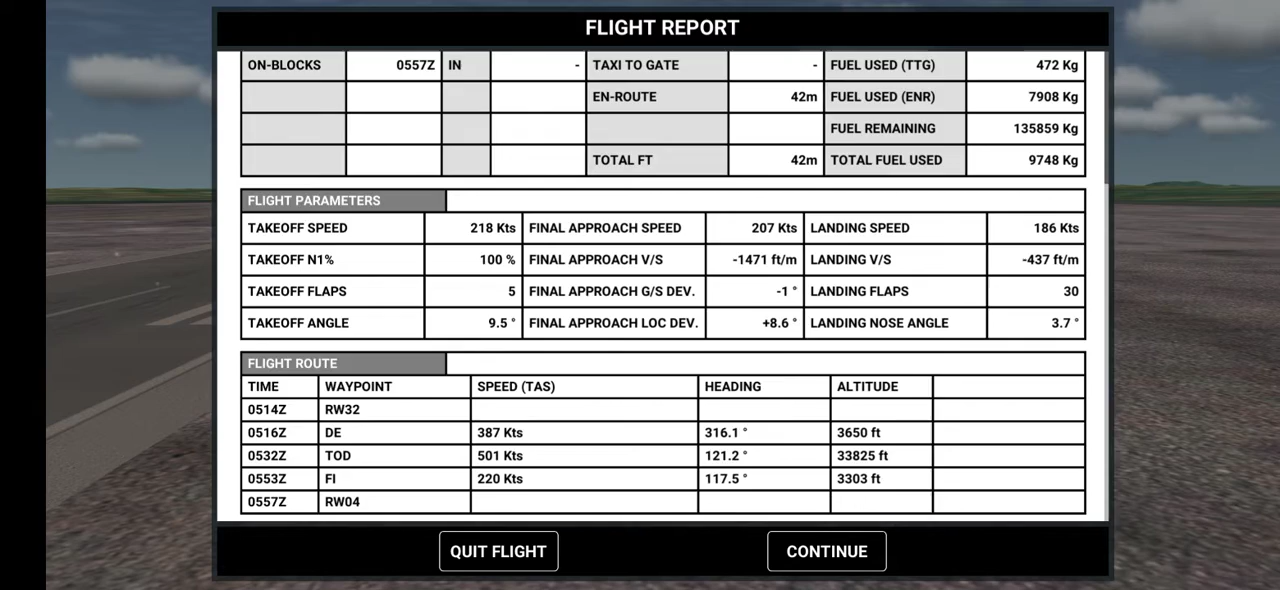 FLIGHT REPORT
ON-BLOCKS 0557Z IN - TAXI TO GATE - FUEL USED (TTG) 472 Kg
EN-ROUTE 42m FUEL USED (ENR) 7908 Kg
FUEL REMAINING 135859 Kg
TOTAL FT 42m TOTAL FUEL USED 9748 Kg
FLIGHT PARAMETERS
TAKEOFF SPEED 218 Kts FINAL APPROACH SPEED 207 Kts LANDING SPEED 186 Kts
TAKEOFF N1% 100 % FINAL APPROACH V/S -1471 ft/m LANDING V/S -437 ft/m
TAKEOFF FLAPS 5 FINAL APPROACH G/S DEV. -1 ° LANDING FLAPS 30
TAKEOFF ANGLE 9.5 ° FINAL APPROACH LOC DEV. +8.6 ° LANDING NOSE ANGLE 3.7 °
FLIGHT ROUTE
TIME WAYPOINT SPEED (TAS) HEADING ALTITUDE
0514Z RW32
0516Z DE 387 Kts 316.1 ° 3650 ft
0532Z TOD 501 Kts 121.2 ° 33825 ft
0553Z FI 220 Kts 117.5 ° 3303 ft
0557Z RW04
QUIT FLIGHT CONTINUE